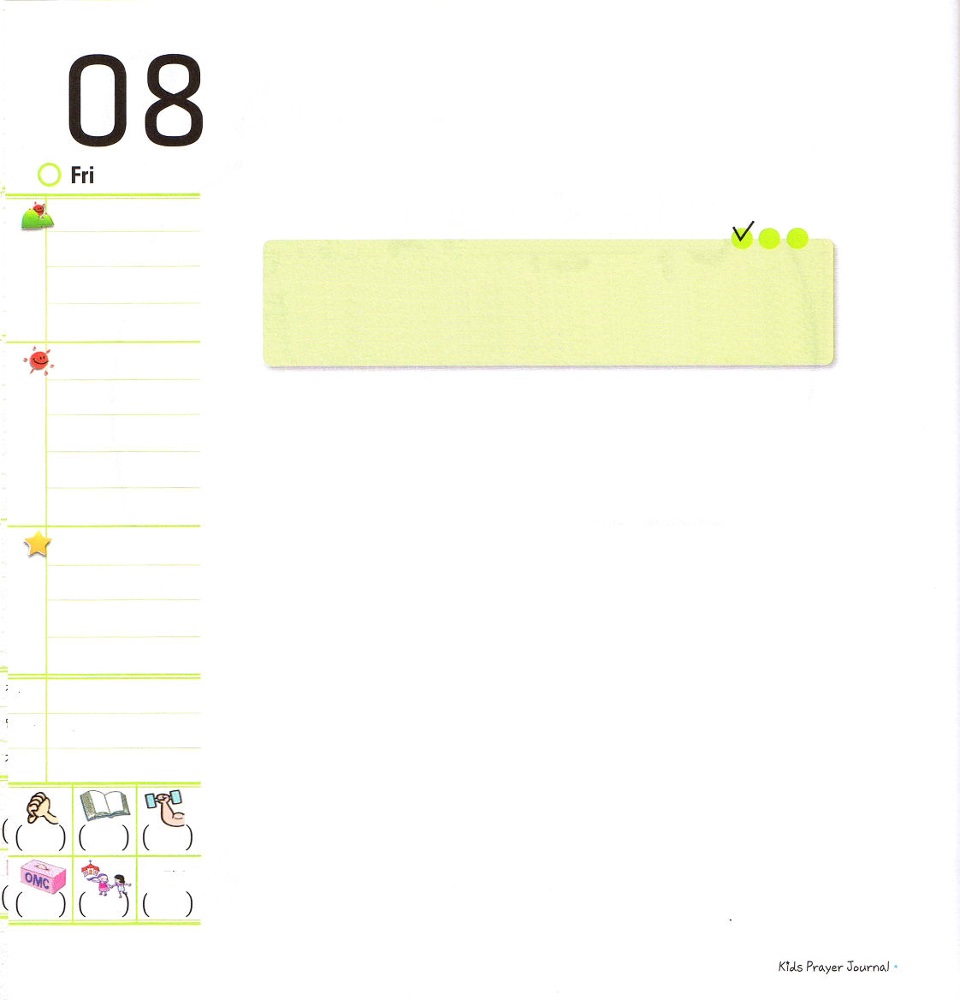 08
Fri
( ) ( ) ( )
OMC
( ) ( ) ( )
Kids Prayer Journal